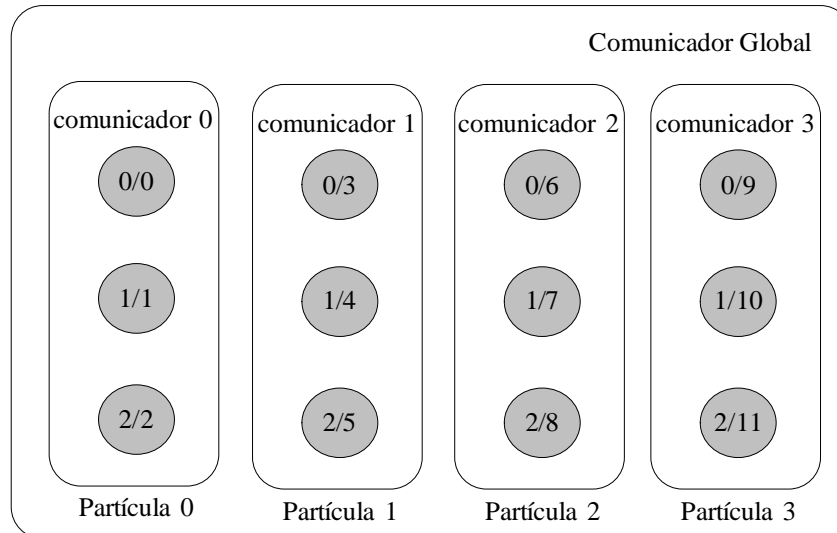 Comunicador Global
comunicador 0
0/0
1/1
2/2
Partícula 0
comunicador 1
0/3
1/4
2/5
Partícula 1
comunicador 2
0/6
1/7
2/8
Partícula 2
comunicador 3
0/9
1/10
2/11
Partícula 3